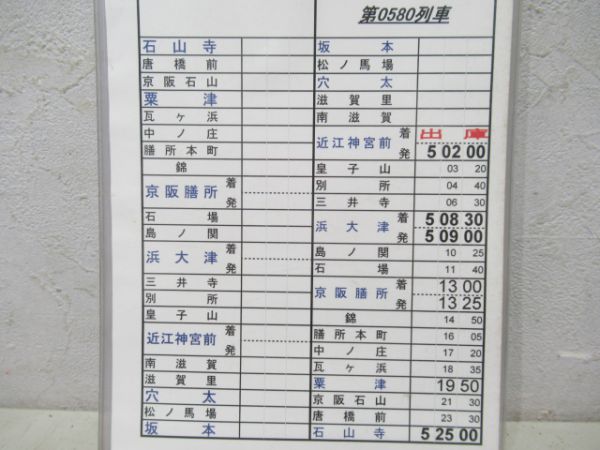 第0580列車
石山寺
唐橋前
京阪石山
粟津
瓦ヶ浜
中ノ庄
膳所本町
錦
京阪膳所 着
発
石場
島ノ関
浜大津 着
発
三井寺
別所
皇子山
近江神宮前 着
発
南滋賀
滋賀里
穴太
松ノ馬場
坂本
坂本
松ノ馬場
穴太
滋賀里
南滋賀
近江神宮前 着 出庫
発 5 02 00
皇子山 03 20
別所 04 40
三井寺 06 30
浜大津 着 5 08 30
発 5 09 00
島ノ関 10 25
石場 11 40
京阪膳所 着 13 00
発 13 25
錦 14 50
膳所本町 16 05
中ノ庄 17 20
瓦ヶ浜 18 35
粟津 19 50
京阪石山 21 30
唐橋前 23 30
石山寺 5 25 00